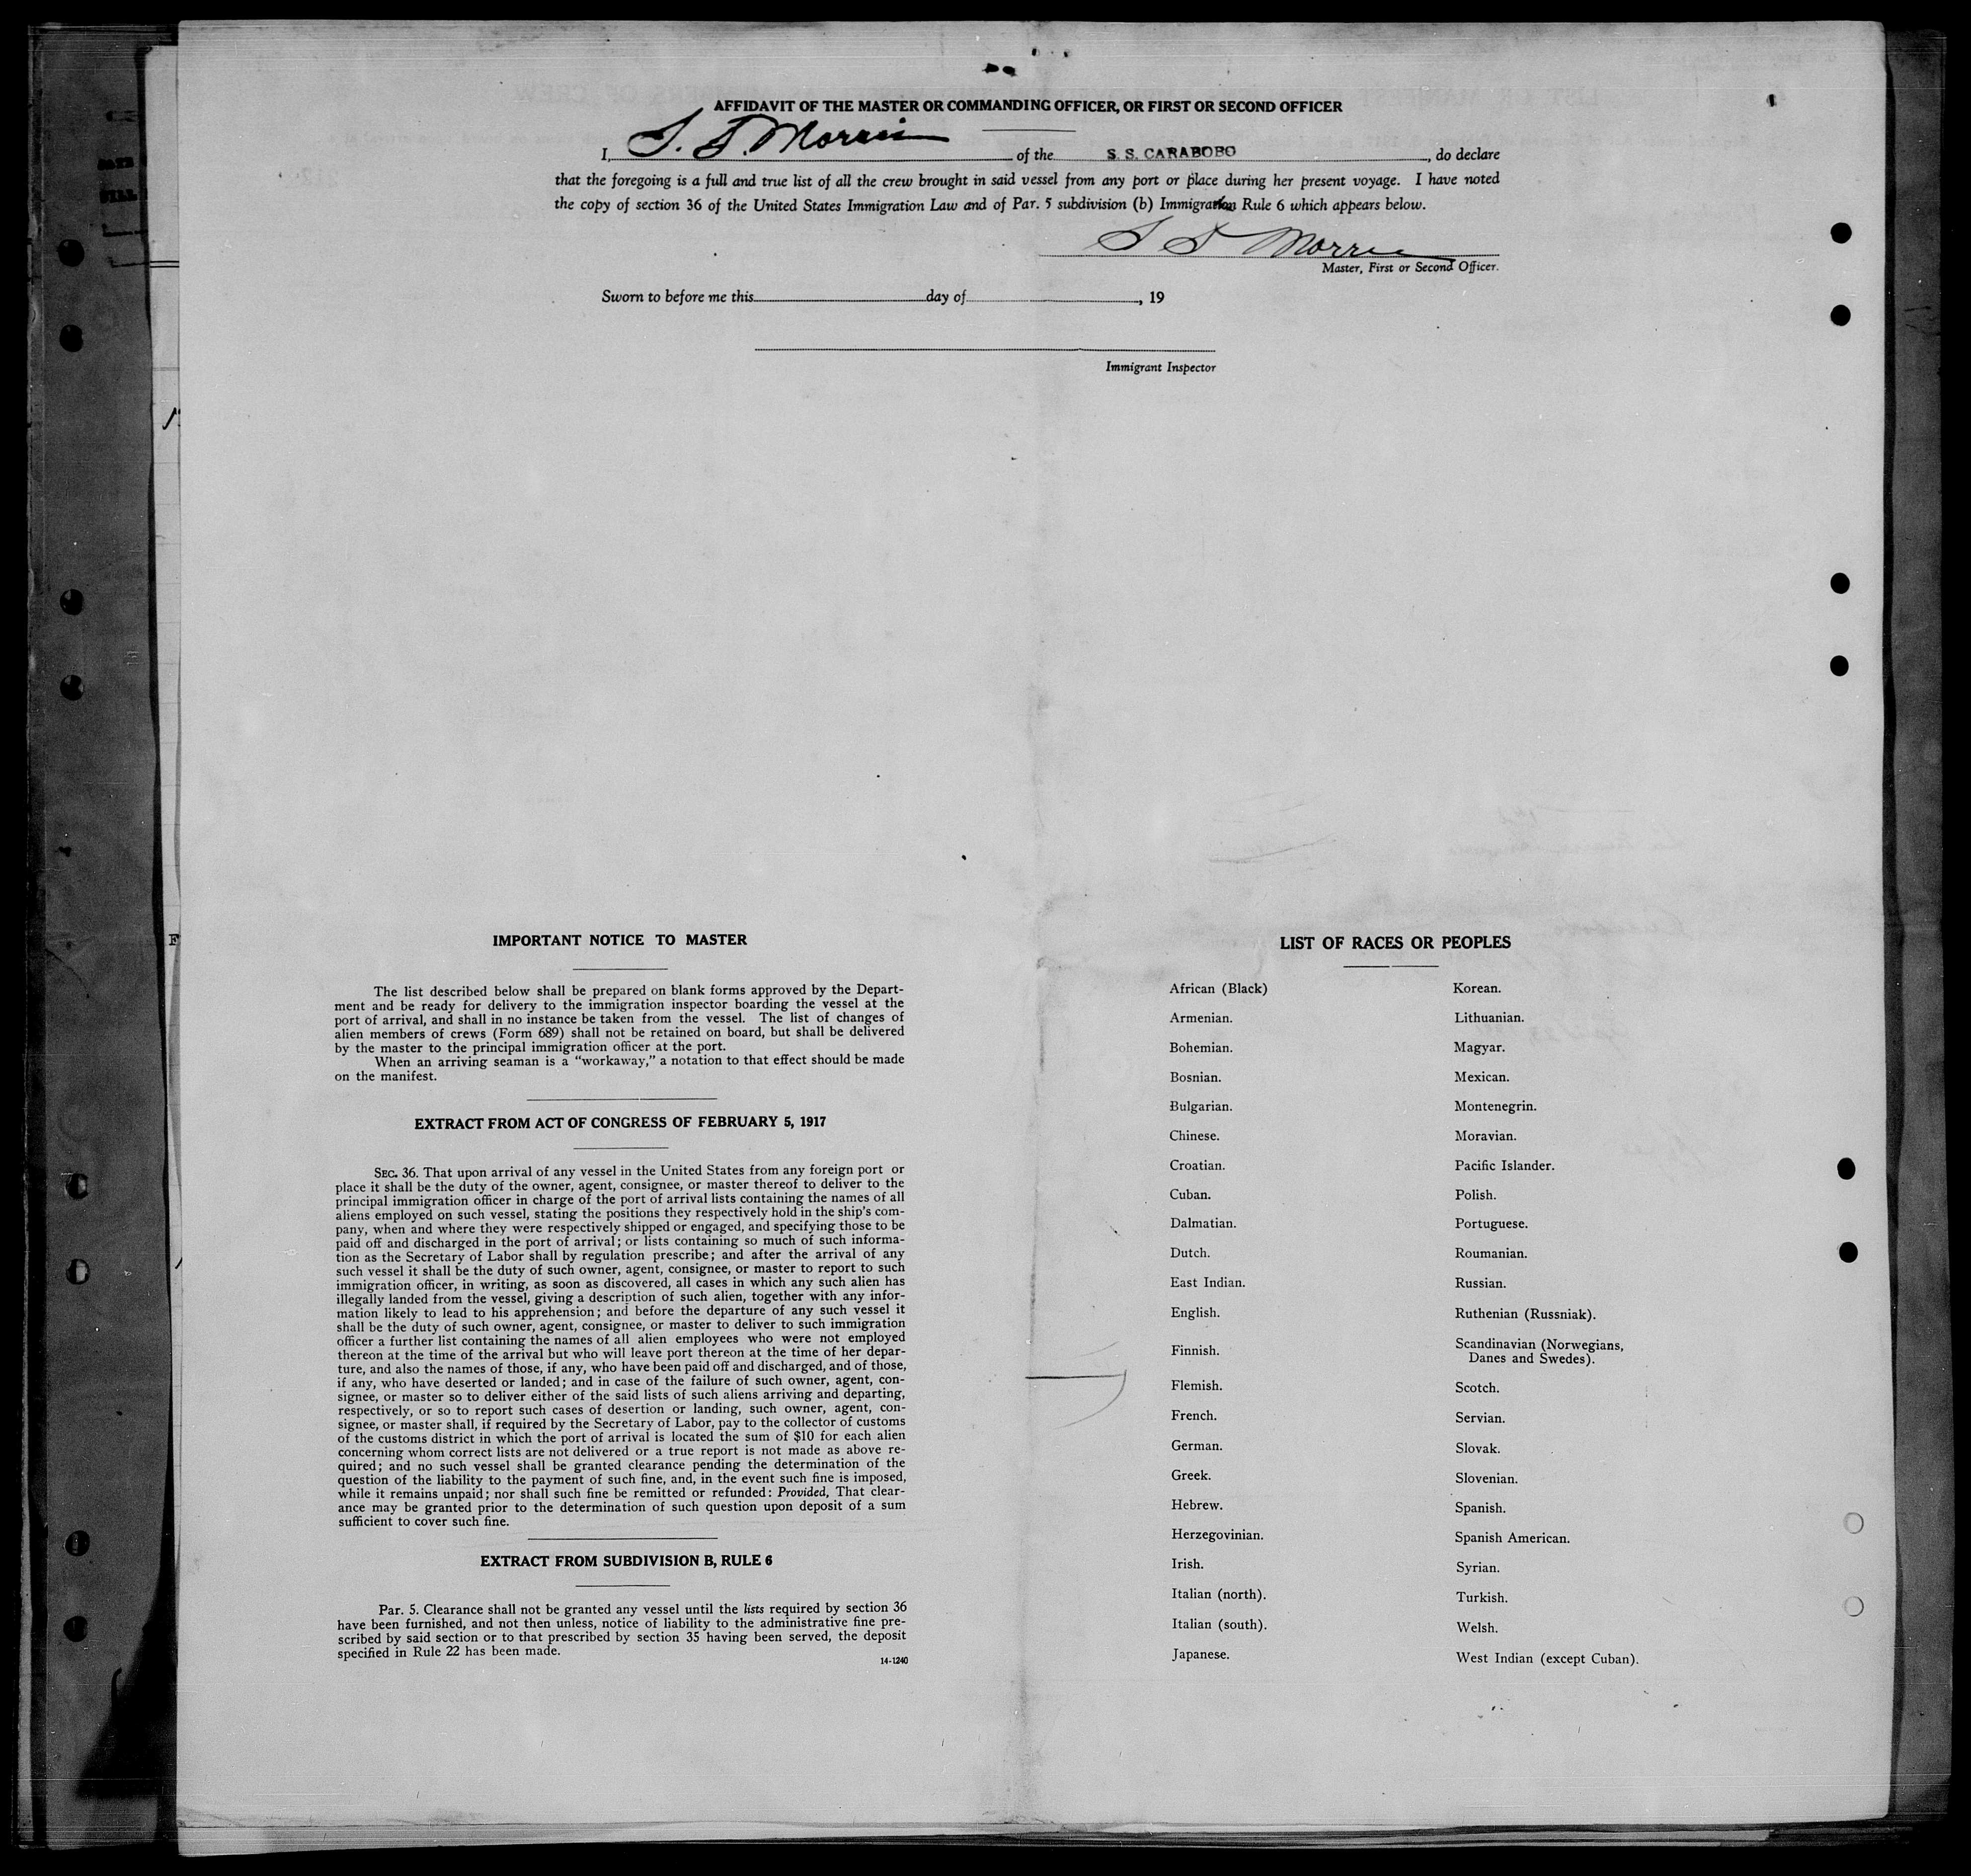 AFFIDAVIT OF THE MASTER OR COMMANDING OFFICER, OR FIRST OR SECOND OFFICER
I, S. S. Morris of the S. S. CARABOBO, do declare
that the foregoing is a full and true list of all the crew brought in said vessel from any port or place during her present voyage. I have noted
the copy of section 36 of the United States Immigration Law and of Par. 5 subdivision (b) Immigration Rule 6 which appears below.
S S Morris
Master, First or Second Officer.
Sworn to before me this day of , 19
Immigrant Inspector
IMPORTANT NOTICE TO MASTER
The list described below shall be prepared on blank forms approved by the Depart-
ment and be ready for delivery to the immigration inspector boarding the vessel at the
port of arrival, and shall in no instance be taken from the vessel. The list of changes of
alien members of crews (Form 689) shall not be retained on board, but shall be delivered
by the master to the principal immigration officer at the port.
When an arriving seaman is a “workaway,” a notation to that effect should be made
on the manifest.
EXTRACT FROM ACT OF CONGRESS OF FEBRUARY 5, 1917
SEC. 36. That upon arrival of any vessel in the United States from any foreign port or
place it shall be the duty of the owner, agent, consignee, or master thereof to deliver to the
principal immigration officer in charge of the port of arrival lists containing the names of all
aliens employed on such vessel, stating the positions they respectively hold in the ship's com-
pany, when and where they were respectively shipped or engaged, and specifying those to be
paid off and discharged in the port of arrival; or lists containing so much of such informa-
tion as the Secretary of Labor shall by regulation prescribe; and after the arrival of any
such vessel it shall be the duty of such owner, agent, consignee, or master to report to such
immigration officer, in writing, as soon as discovered, all cases in which any such alien has
illegally landed from the vessel, giving a description of such alien, together with any infor-
mation likely to lead to his apprehension; and before the departure of any such vessel it
shall be the duty of such owner, agent, consignee, or master to deliver to such immigration
officer a further list containing the names of all alien employees who were not employed
thereon at the time of the arrival but who will leave port thereon at the time of her depar-
ture, and also the names of those, if any, who have been paid off and discharged, and of those,
if any, who have deserted or landed; and in case of the failure of such owner, agent, con-
signee, or master so to deliver either of the said lists of such aliens arriving and departing,
respectively, or so to report such cases of desertion or landing, such owner, agent, con-
signee, or master shall, if required by the Secretary of Labor, pay to the collector of customs
of the customs district in which the port of arrival is located the sum of $10 for each alien
concerning whom correct lists are not delivered or a true report is not made as above re-
quired; and no such vessel shall be granted clearance pending the determination of the
question of the liability to the payment of such fine, and, in the event such fine is imposed,
while it remains unpaid; nor shall such fine be remitted or refunded: Provided, That clear-
ance may be granted prior to the determination of such question upon deposit of a sum
sufficient to cover such fine.
EXTRACT FROM SUBDIVISION B, RULE 6
Par. 5. Clearance shall not be granted any vessel until the lists required by section 36
have been furnished, and not then unless, notice of liability to the administrative fine pre-
scribed by said section or to that prescribed by section 35 having been served, the deposit
specified in Rule 22 has been made.
14-1240
LIST OF RACES OR PEOPLES
African (Black)
Armenian.
Bohemian.
Bosnian.
Bulgarian.
Chinese.
Croatian.
Cuban.
Dalmatian.
Dutch.
East Indian.
English.
Finnish.
Flemish.
French.
German.
Greek.
Hebrew.
Herzegovinian.
Irish.
Italian (north).
Italian (south).
Japanese.
Korean.
Lithuanian.
Magyar.
Mexican.
Montenegrin.
Moravian.
Pacific Islander.
Polish.
Portuguese.
Roumanian.
Russian.
Ruthenian (Russniak).
Scandinavian (Norwegians,
Danes and Swedes).
Scotch.
Servian.
Slovak.
Slovenian.
Spanish.
Spanish American.
Syrian.
Turkish.
Welsh.
West Indian (except Cuban).